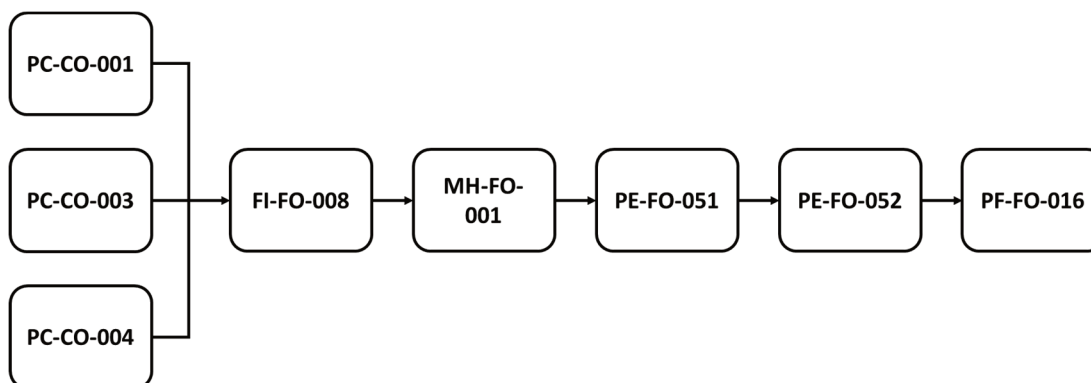 PC-CO-001
PC-CO-003
FI-FO-008
MH-FO-
001
PE-FO-051
PE-FO-052
PF-FO-016
PC-CO-004